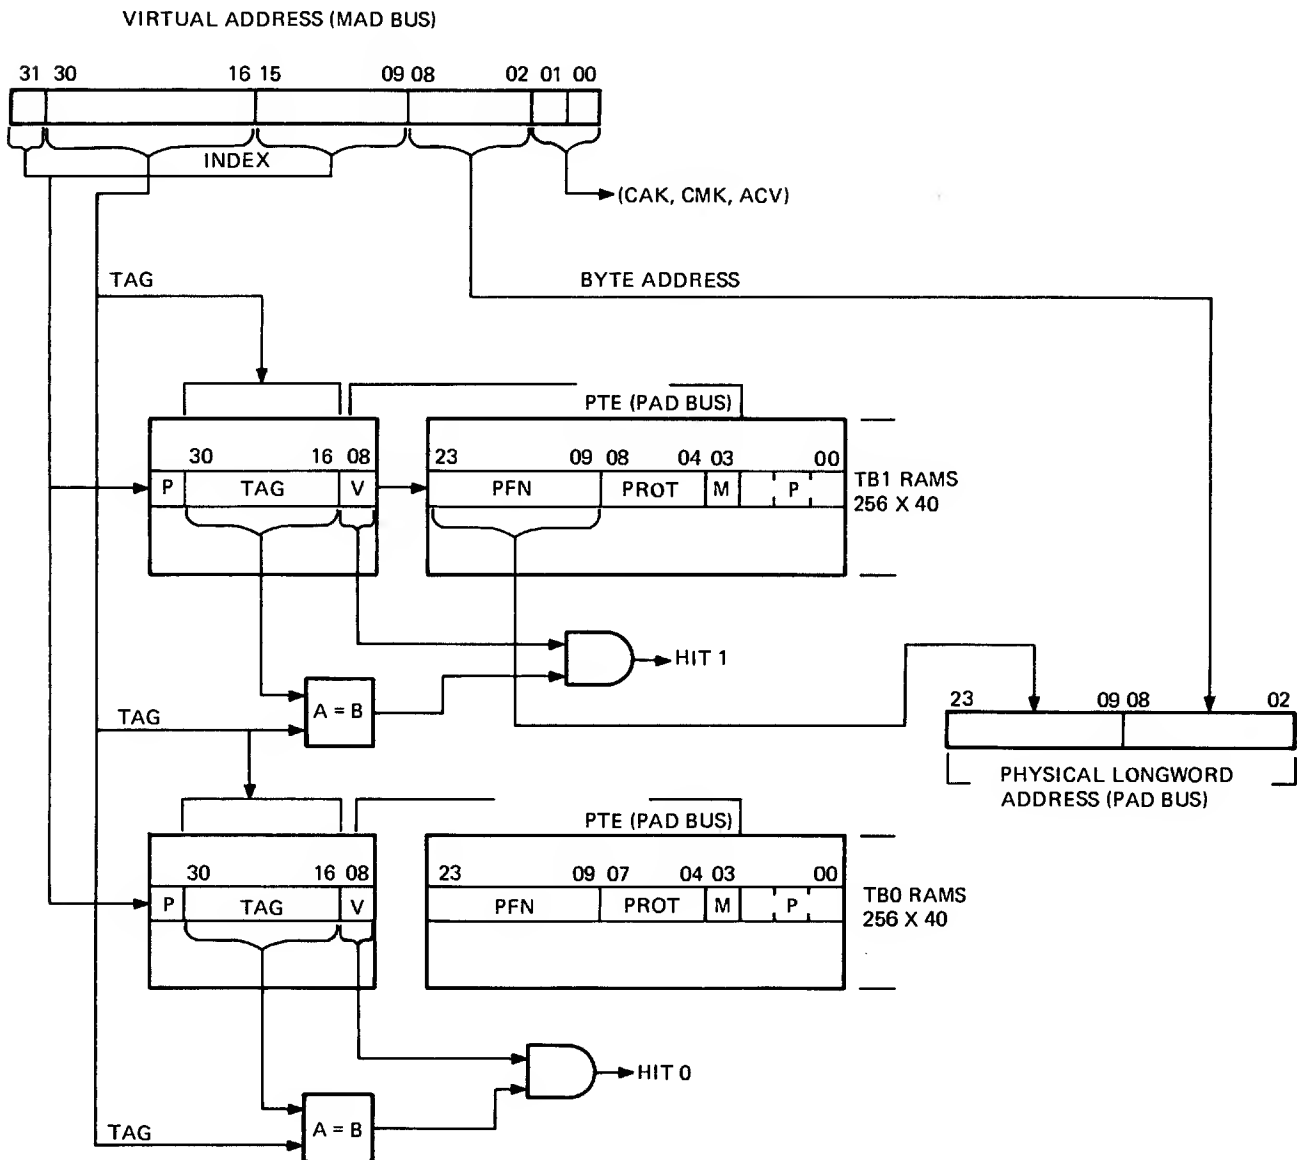 VIRTUAL ADDRESS (MAD BUS)
31 30 16 15 09 08 02 01 00
INDEX
(CAK, CMK, ACV)
TAG
BYTE ADDRESS
PTE (PAD BUS)
30 16 08 23 09 08 04 03 00
P TAG V PFN PROT M P
TB1 RAMS
256 X 40
HIT 1
A = B
TAG
23 09 08 02
PHYSICAL LONGWORD
ADDRESS (PAD BUS)
PTE (PAD BUS)
30 16 08 23 09 07 04 03 00
P TAG V PFN PROT M P
TB0 RAMS
256 X 40
HIT 0
A = B
TAG